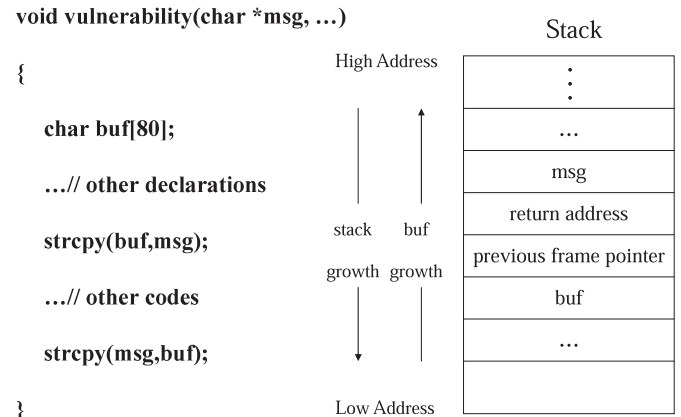 void vulnerability(char *msg, …)
{
char buf[80];
…// other declarations
strcpy(buf,msg);
…// other codes
strcpy(msg,buf);
}
High Address
stack buf
growth growth
Low Address
Stack
⋮
…
msg
return address
previous frame pointer
buf
…